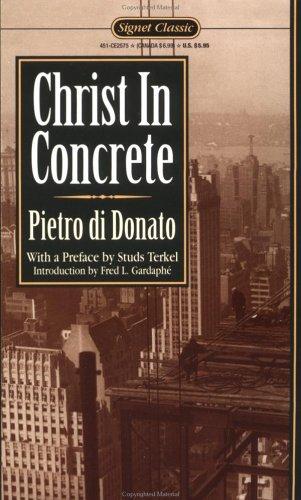 Signet Classic
451-CE2575 ★ (CANADA $6.99) ★ U.S. $5.95
Christ In
Concrete
Pietro di Donato
With a Preface by Studs Terkel
Introduction by Fred L. Gardaphé